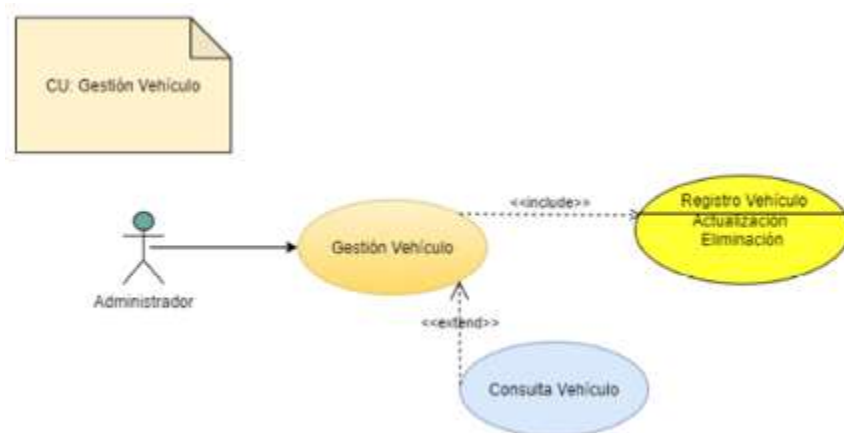 CU: Gestión Vehículo
<<include>>
Registro Vehículo
Actualización
Eliminación
Gestión Vehículo
Administrador
<<extend>>
Consulta Vehículo